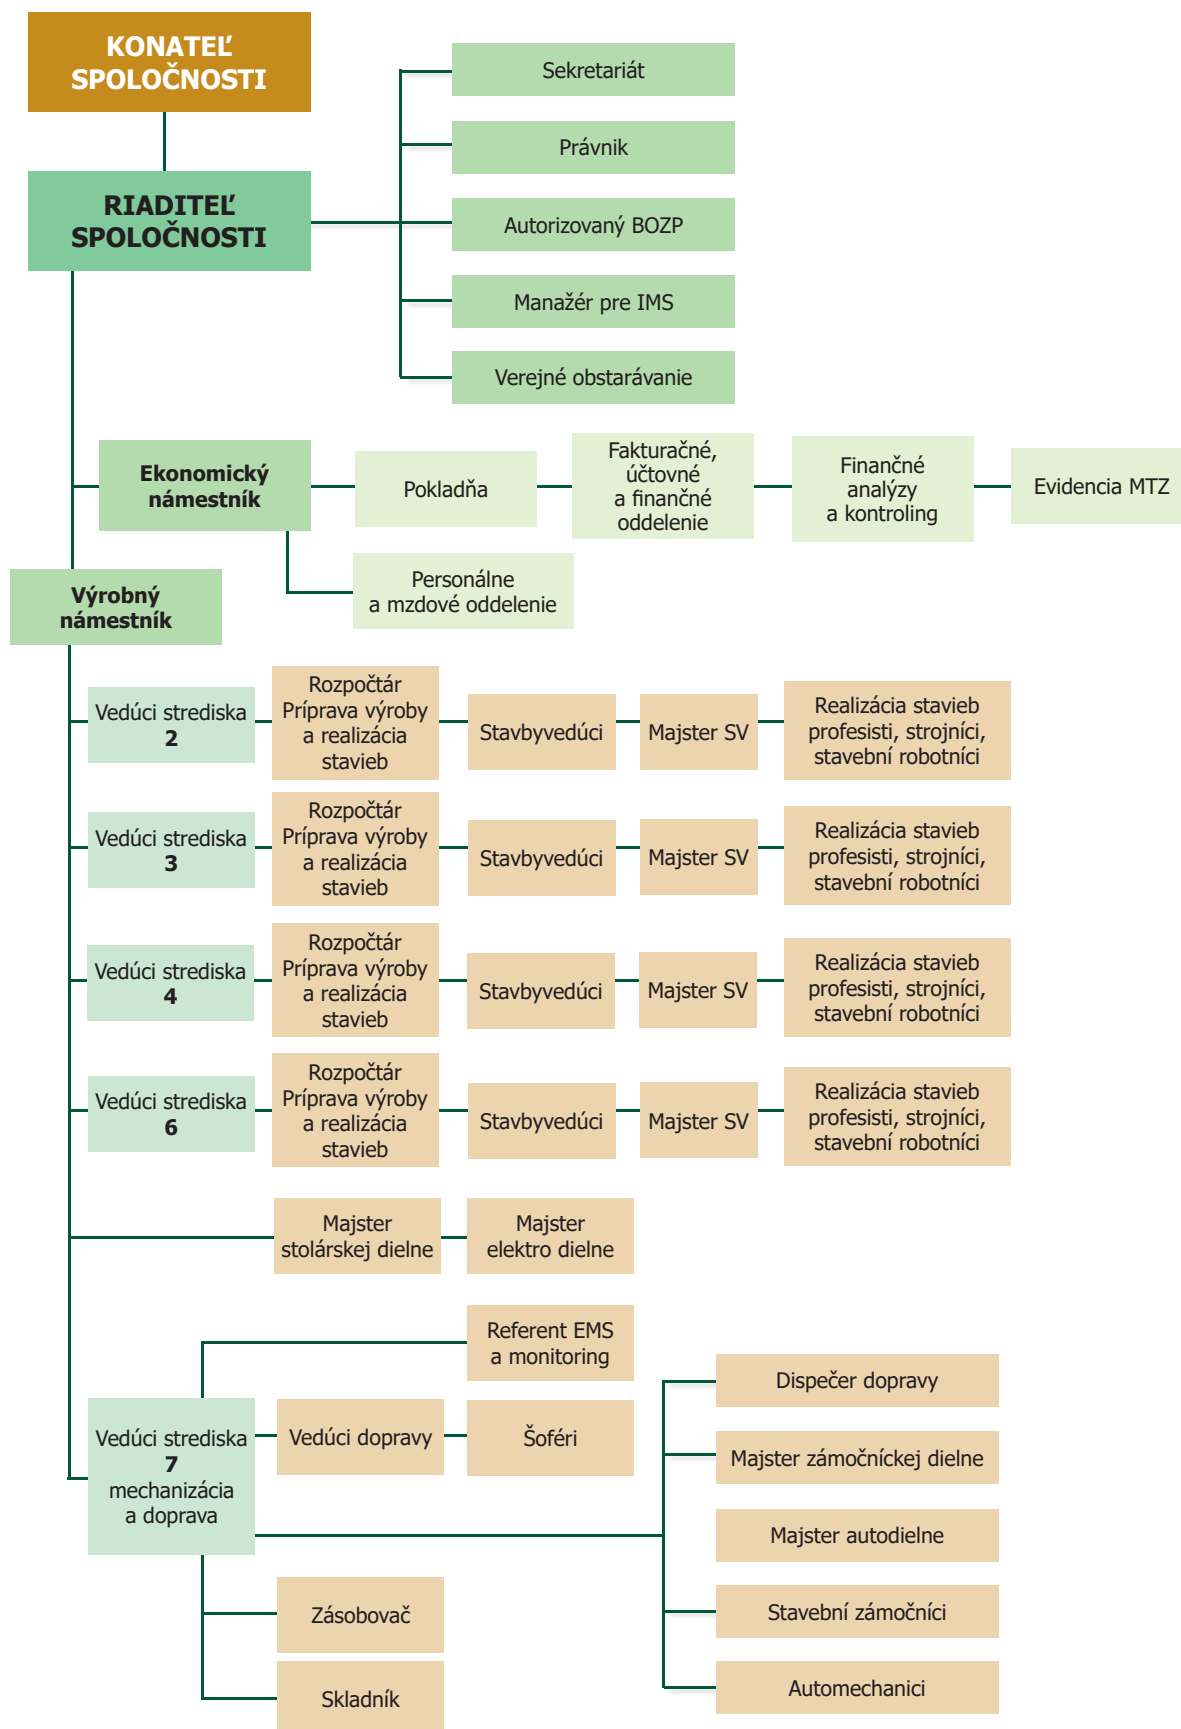 KONATEĽ
SPOLOČNOSTI
RIADITEĽ
SPOLOČNOSTI
Sekretariát
Právnik
Autorizovaný BOZP
Manažér pre IMS
Verejné obstarávanie
Ekonomický
námestník
Pokladňa
Fakturačné,
účtovné
a finančné
oddelenie
Finančné
analýzy
a kontroling
Evidencia MTZ
Personálne
a mzdové oddelenie
Výrobný
námestník
Vedúci strediska
2
Rozpočtár
Príprava výroby
a realizácia
stavieb
Stavbyvedúci
Majster SV
Realizácia stavieb
profesisti, strojníci,
stavební robotníci
Vedúci strediska
3
Rozpočtár
Príprava výroby
a realizácia
stavieb
Stavbyvedúci
Majster SV
Realizácia stavieb
profesisti, strojníci,
stavební robotníci
Vedúci strediska
4
Rozpočtár
Príprava výroby
a realizácia
stavieb
Stavbyvedúci
Majster SV
Realizácia stavieb
profesisti, strojníci,
stavební robotníci
Vedúci strediska
6
Rozpočtár
Príprava výroby
a realizácia
stavieb
Stavbyvedúci
Majster SV
Realizácia stavieb
profesisti, strojníci,
stavební robotníci
Majster
stolárskej dielne
Majster
elektro dielne
Referent EMS
a monitoring
Vedúci strediska
7
mechanizácia
a doprava
Vedúci dopravy
Šoféri
Dispečer dopravy
Majster zámočníckej dielne
Majster autodielne
Stavební zámočníci
Automechanici
Zásobovač
Skladník